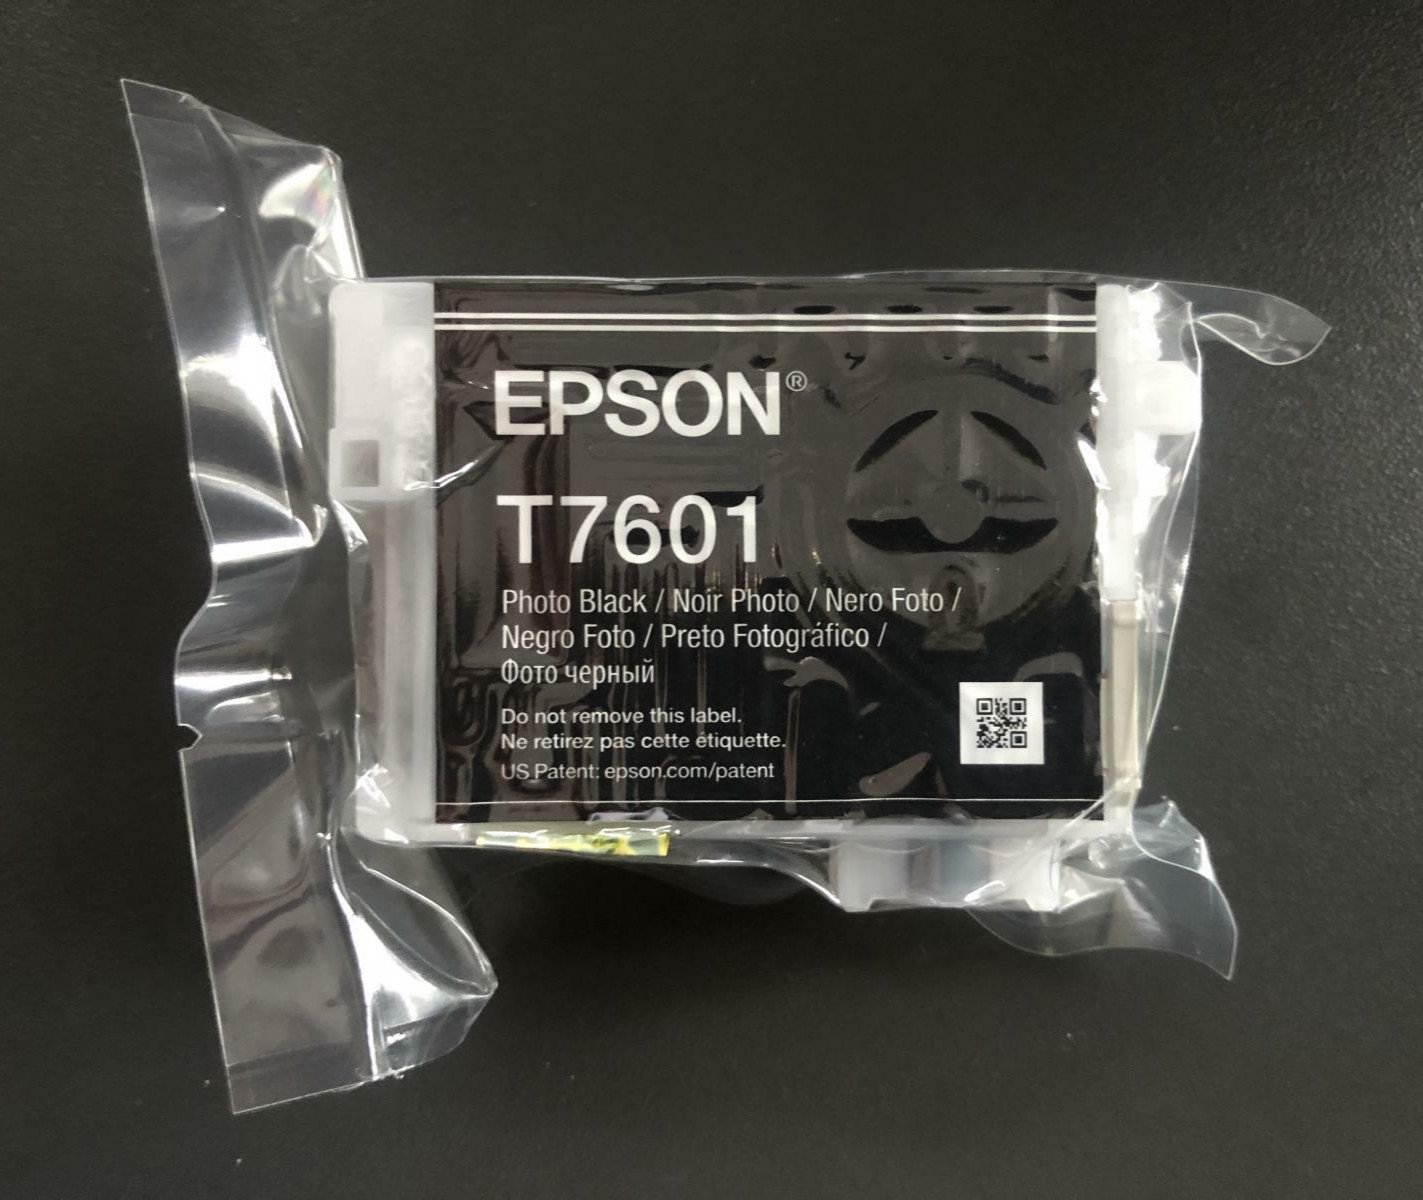 EPSON®
T7601
Photo Black / Noir Photo / Nero Foto /
Negro Foto / Preto Fotográfico /
Фото черный
Do not remove this label.
Ne retirez pas cette étiquette.
US Patent: epson.com/patent